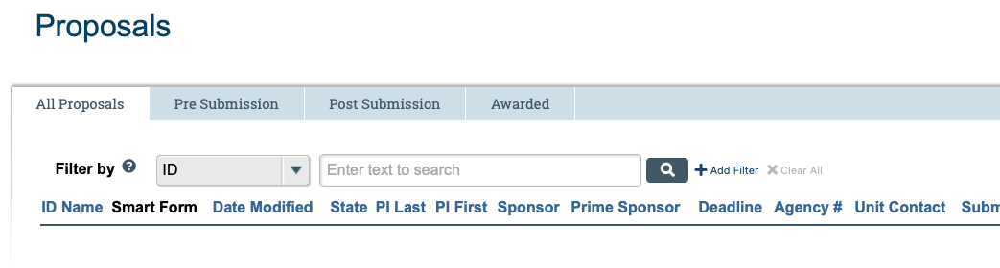 Proposals
All Proposals Pre Submission Post Submission Awarded
Filter by ? ID Enter text to search Add Filter Clear All
ID Name Smart Form Date Modified State PI Last PI First Sponsor Prime Sponsor Deadline Agency # Unit Contact Subm